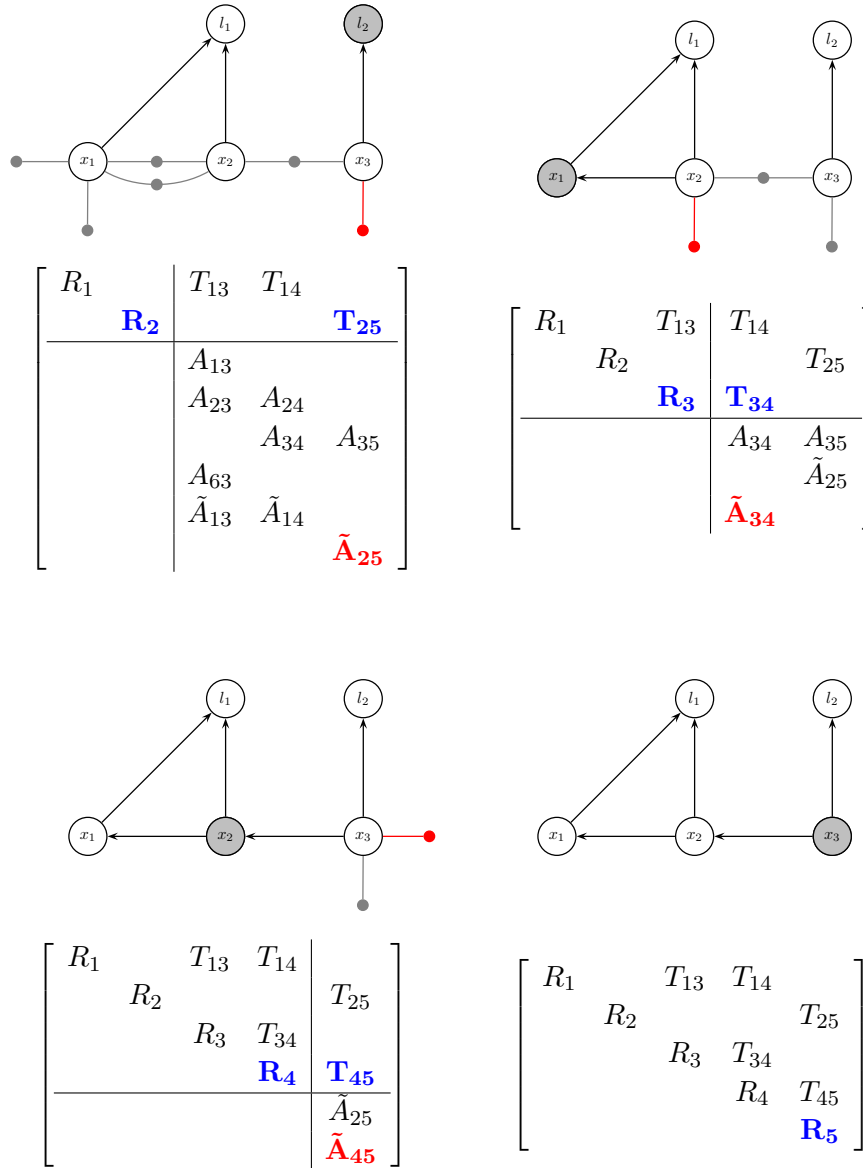 l₁ l₂
x₁ x₂ x₃
R₁ T₁₃ T₁₄
R₂ T₂₅
A₁₃
A₂₃ A₂₄
A₃₄ A₃₅
A₆₃
Ã₁₃ Ã₁₄
Ã₂₅
l₁ l₂
x₁ x₂ x₃
R₁ T₁₃ T₁₄
R₂ T₂₅
R₃ T₃₄
A₃₄ A₃₅
Ã₂₅
Ã₃₄
l₁ l₂
x₁ x₂ x₃
R₁ T₁₃ T₁₄
R₂ T₂₅
R₃ T₃₄
R₄ T₄₅
Ã₂₅
Ã₄₅
l₁ l₂
x₁ x₂ x₃
R₁ T₁₃ T₁₄
R₂ T₂₅
R₃ T₃₄
R₄ T₄₅
R₅